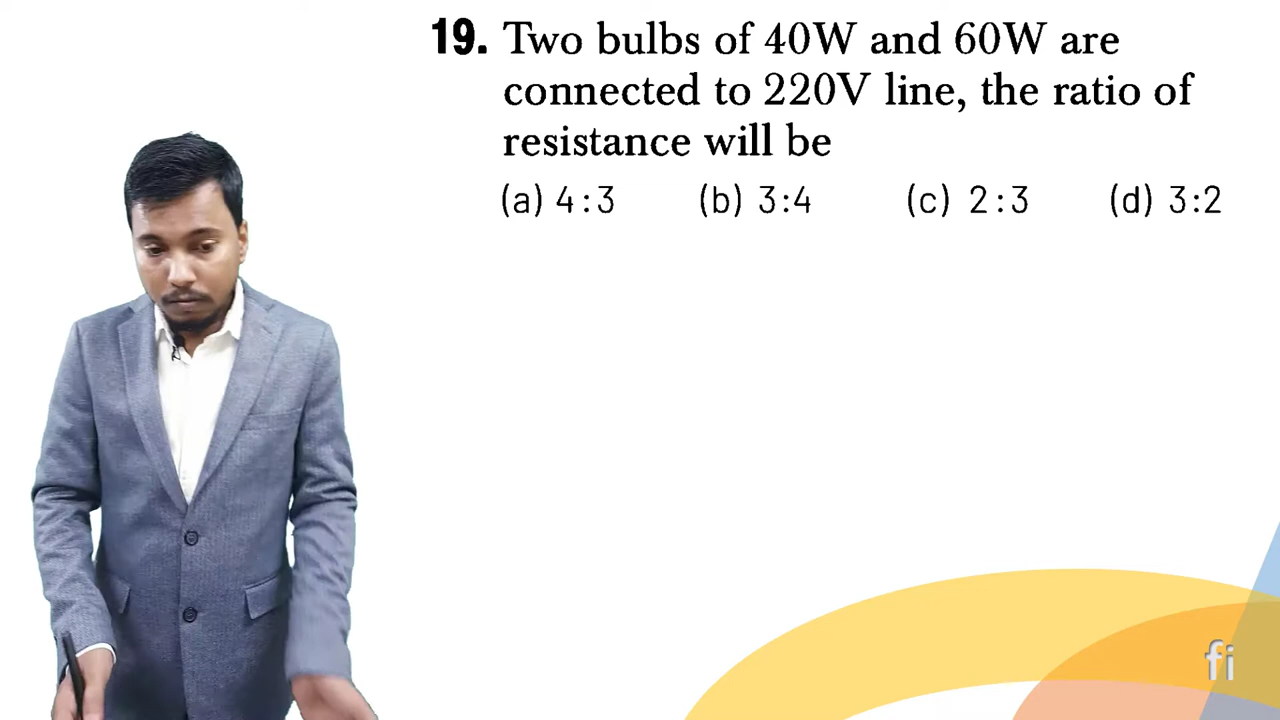 19. Two bulbs of 40W and 60W are
connected to 220V line, the ratio of
resistance will be
(a) 4:3 (b) 3:4 (c) 2:3 (d) 3:2
fi